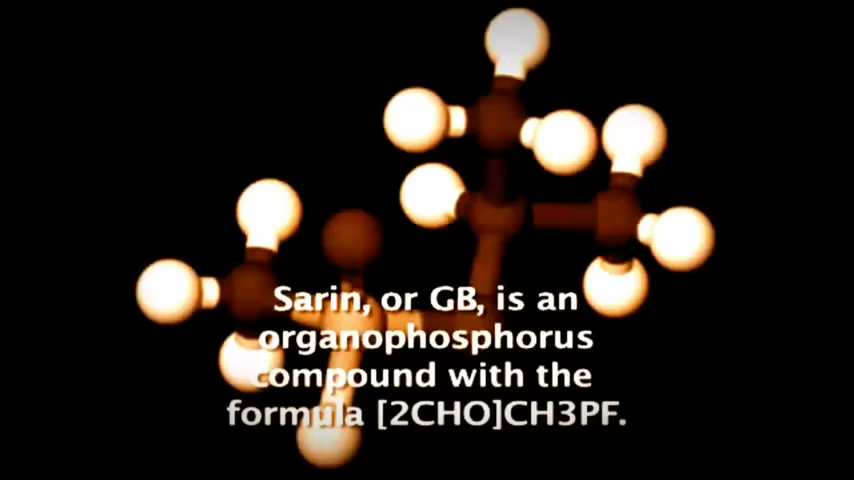 Sarin, or GB, is an
organophosphorus
compound with the
formula [2CHO]CH3PF.